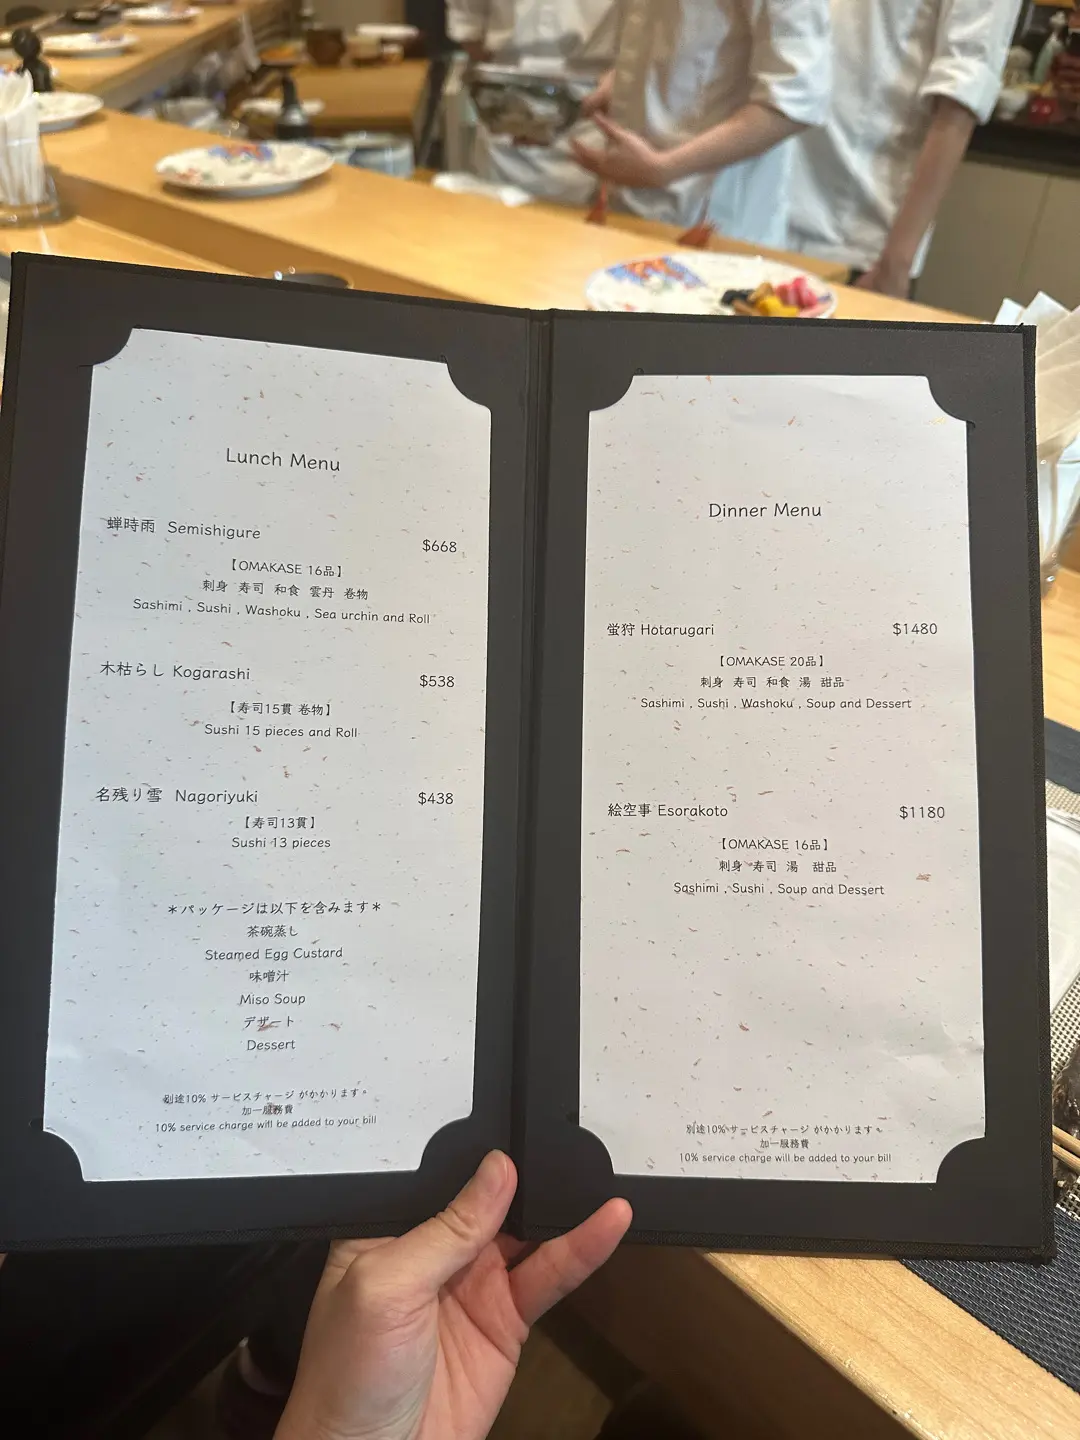 Lunch Menu
蝉時雨 Semishigure
$668
【OMAKASE 16品】
刺身 寿司 和食 雲丹 巻物
Sashimi , Sushi , Washoku , Sea urchin and Roll
木枯らし Kogarashi
$538
【寿司15貫 巻物】
Sushi 15 pieces and Roll
名残り雪 Nagoriyuki
$438
【寿司13貫】
Sushi 13 pieces
＊パッケージは以下を含みます＊
茶碗蒸し
Steamed Egg Custard
味噌汁
Miso Soup
デザート
Dessert
別途10% サービスチャージ がかかります。
加一服務費
10% service charge will be added to your bill
Dinner Menu
蛍狩 Hotarugari $1480
【OMAKASE 20品】
刺身 寿司 和食 湯 甜品
Sashimi , Sushi , Washoku , Soup and Dessert
絵空事 Esorakoto $1180
【OMAKASE 16品】
刺身 寿司 湯 甜品
Sashimi , Sushi , Soup and Dessert
別途10% サービスチャージ がかかります。
加一服務費
10% service charge will be added to your bill